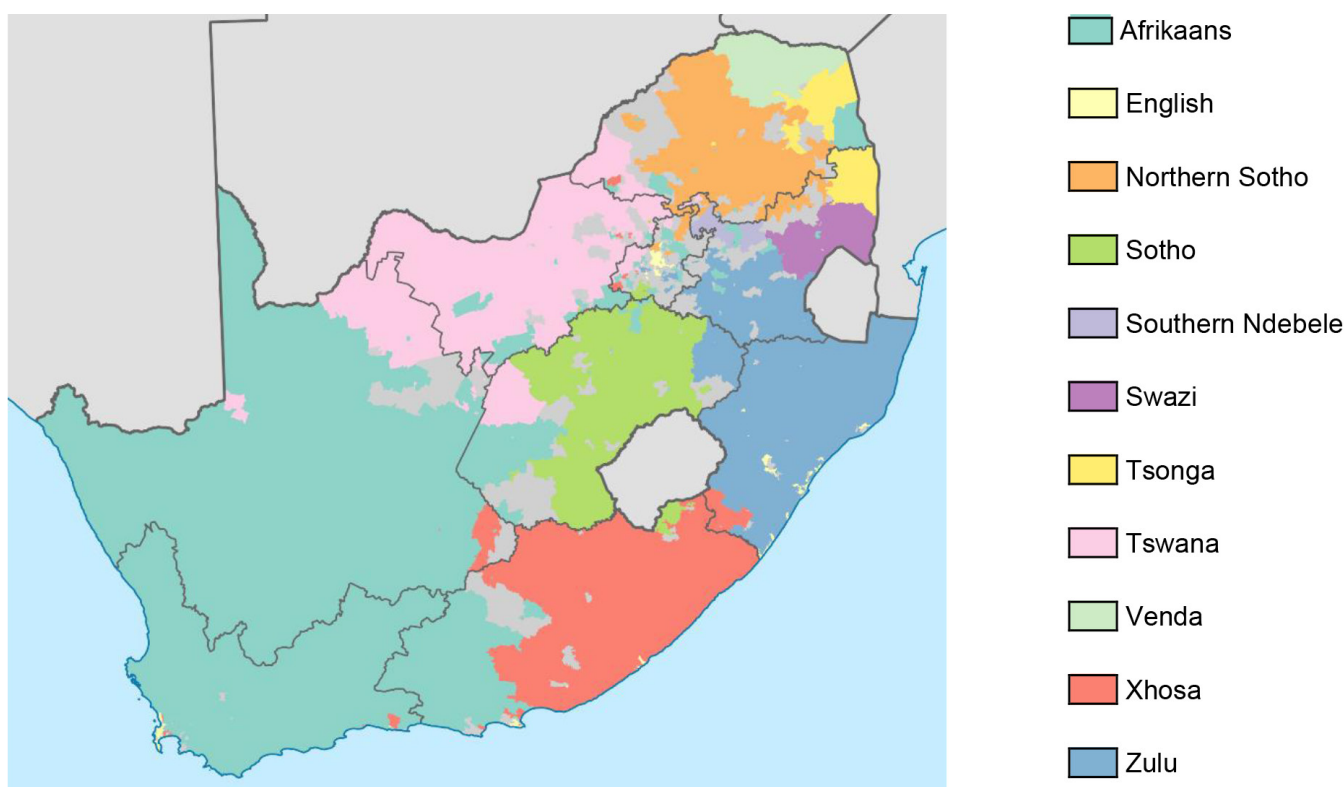 Afrikaans
English
Northern Sotho
Sotho
Southern Ndebele
Swazi
Tsonga
Tswana
Venda
Xhosa
Zulu